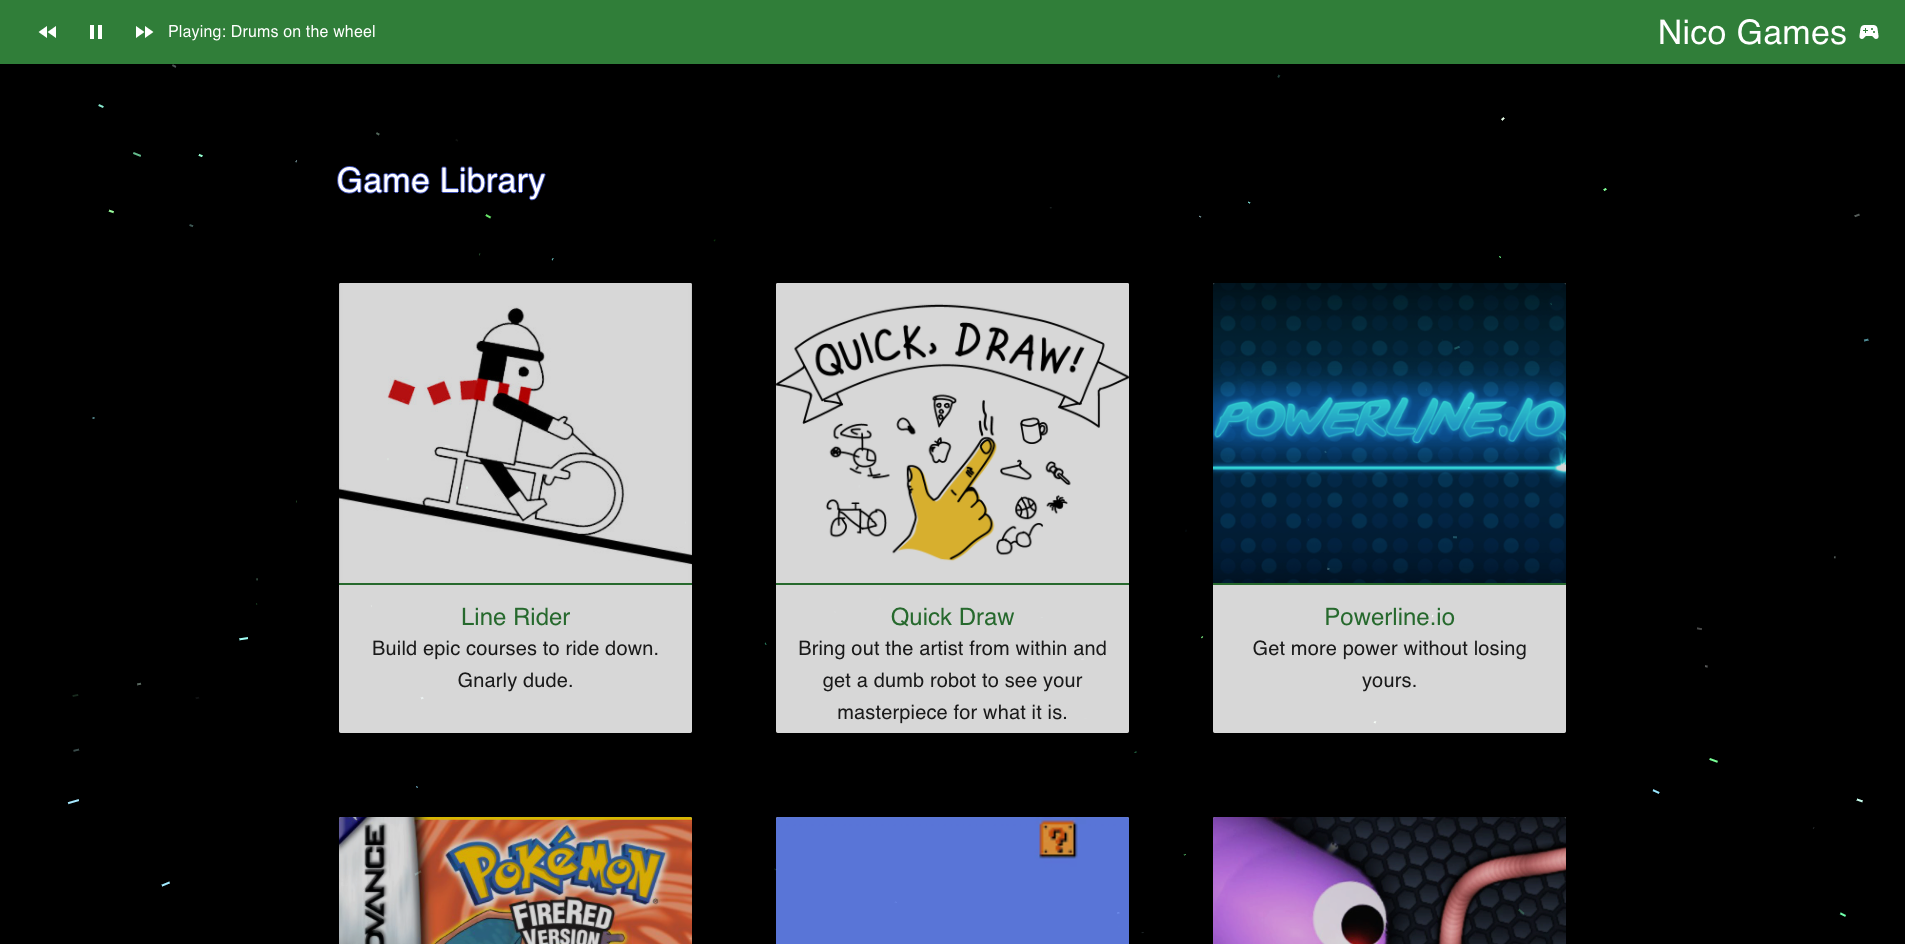 Playing: Drums on the wheel
Nico Games
Game Library
QUICK, DRAW!
POWERLINE.IO
Line Rider
Build epic courses to ride down.
Gnarly dude.
Quick Draw
Bring out the artist from within and
get a dumb robot to see your
masterpiece for what it is.
Powerline.io
Get more power without losing
yours.
DVANCE
POKéMON
FIRERED
VERSION
?